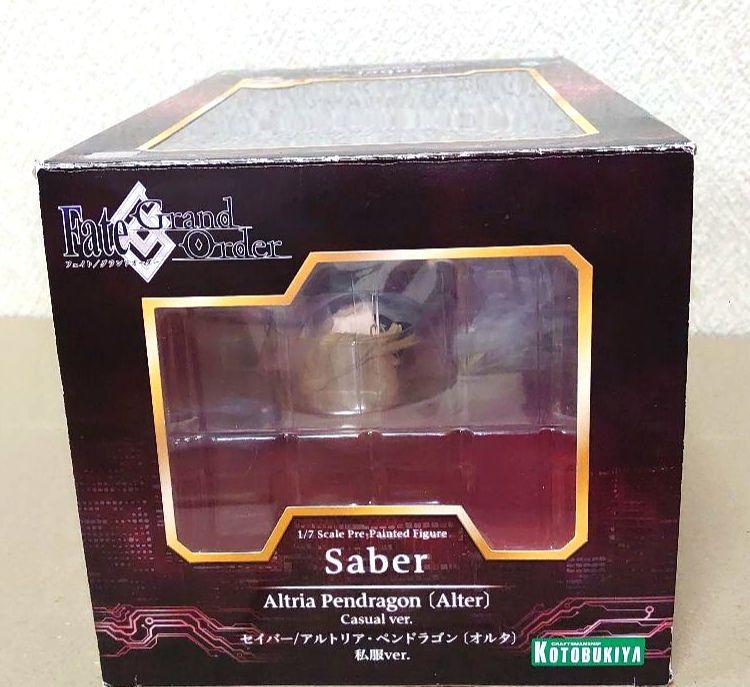 Fate
Grand
Order
フェイト/グランドオーダー
1/7 Scale Pre-Painted Figure
Saber
Altria Pendragon〔Alter〕
Casual ver.
セイバー/アルトリア・ペンドラゴン〔オルタ〕
私服ver.
CRAFTSMANSHIP
KOTOBUKIYA